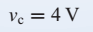 v_c = 4 V